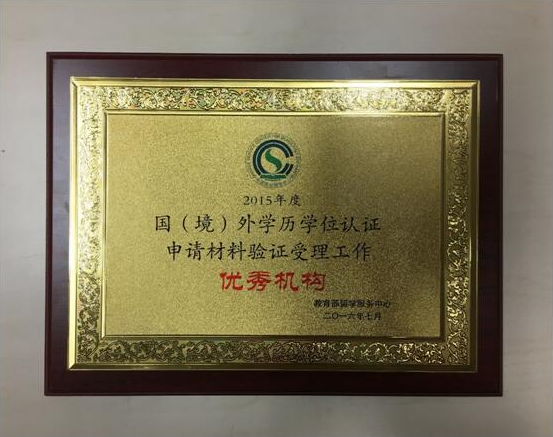 2015年度
国（境）外学历学位认证
申请材料验证受理工作
优秀机构
教育部留学服务中心
二〇一六年七月